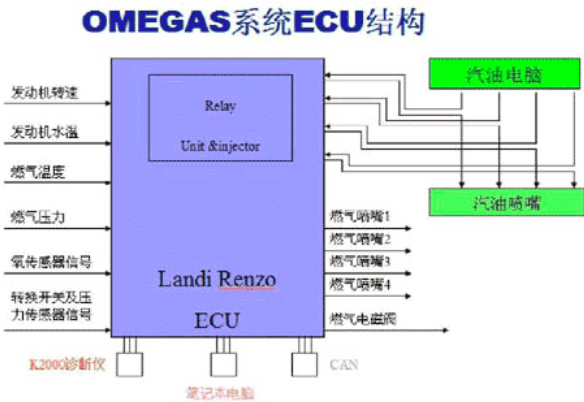 OMEGAS系统ECU结构
汽油电脑
发动机转速
Relay
发动机水温
Unit &injector
燃气温度
汽油喷嘴
燃气压力
燃气喷嘴1
燃气喷嘴2
氧传感器信号
燃气喷嘴3
Landi Renzo
燃气喷嘴4
转换开关及压
力传感器信号
ECU
燃气电磁阀
K2000诊断仪
CAN
笔记本电脑